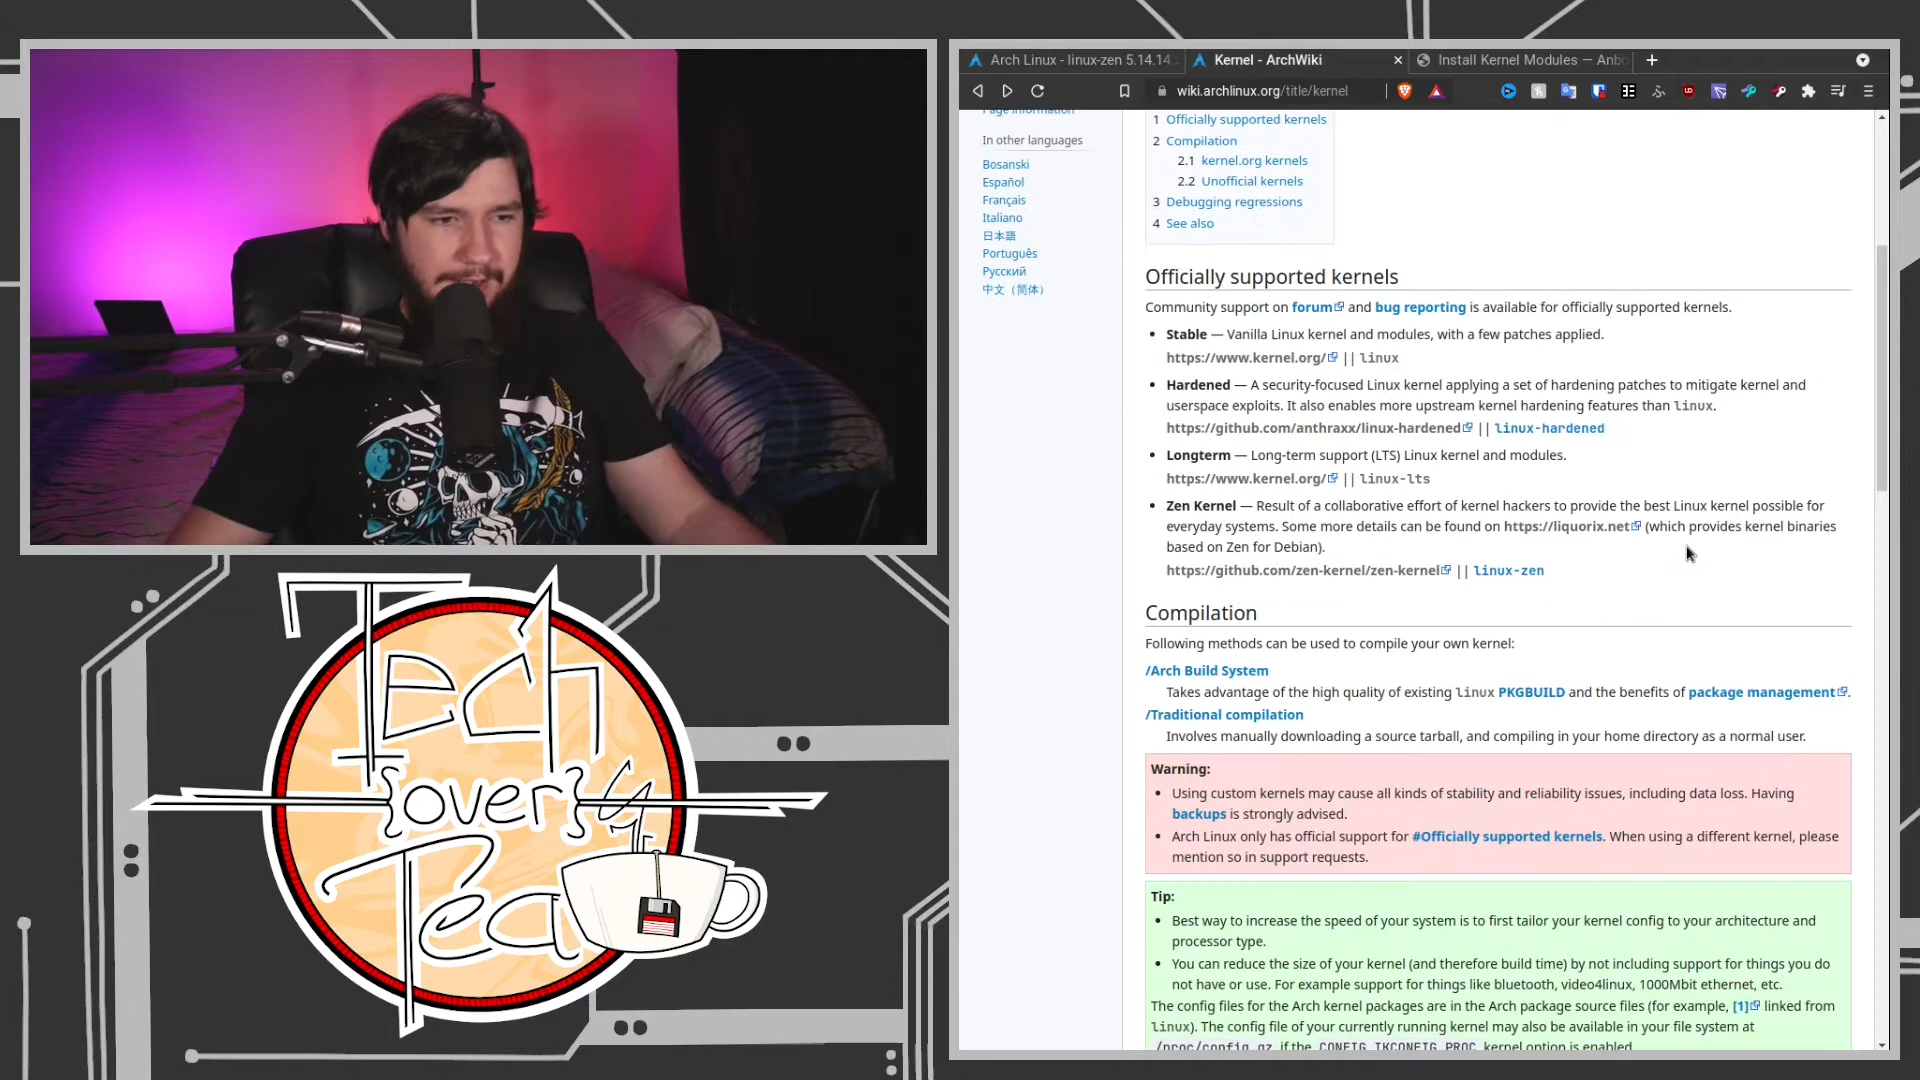 Arch Linux - linux-zen 5.14.14.
Kernel - ArchWiki
Install Kernel Modules — Anbo
wiki.archlinux.org/title/kernel
Page information
In other languages
Bosanski
Español
Français
Italiano
日本語
Português
Русский
中文（简体）
1 Officially supported kernels
2 Compilation
2.1 kernel.org kernels
2.2 Unofficial kernels
3 Debugging regressions
4 See also
Officially supported kernels
Community support on forum and bug reporting is available for officially supported kernels.
• Stable — Vanilla Linux kernel and modules, with a few patches applied.
https://www.kernel.org/ || linux
• Hardened — A security-focused Linux kernel applying a set of hardening patches to mitigate kernel and
userspace exploits. It also enables more upstream kernel hardening features than linux.
https://github.com/anthraxx/linux-hardened || linux-hardened
• Longterm — Long-term support (LTS) Linux kernel and modules.
https://www.kernel.org/ || linux-lts
• Zen Kernel — Result of a collaborative effort of kernel hackers to provide the best Linux kernel possible for
everyday systems. Some more details can be found on https://liquorix.net (which provides kernel binaries
based on Zen for Debian).
https://github.com/zen-kernel/zen-kernel || linux-zen
Compilation
Following methods can be used to compile your own kernel:
/Arch Build System
Takes advantage of the high quality of existing linux PKGBUILD and the benefits of package management.
/Traditional compilation
Involves manually downloading a source tarball, and compiling in your home directory as a normal user.
Warning:
• Using custom kernels may cause all kinds of stability and reliability issues, including data loss. Having
backups is strongly advised.
• Arch Linux only has official support for #Officially supported kernels. When using a different kernel, please
mention so in support requests.
Tip:
• Best way to increase the speed of your system is to first tailor your kernel config to your architecture and
processor type.
• You can reduce the size of your kernel (and therefore build time) by not including support for things you do
not have or use. For example support for things like bluetooth, video4linux, 1000Mbit ethernet, etc.
The config files for the Arch kernel packages are in the Arch package source files (for example, [1] linked from
linux). The config file of your currently running kernel may also be available in your file system at
/proc/config.gz if the CONFIG_IKCONFIG_PROC kernel option is enabled.
Tech
{over}
Tea